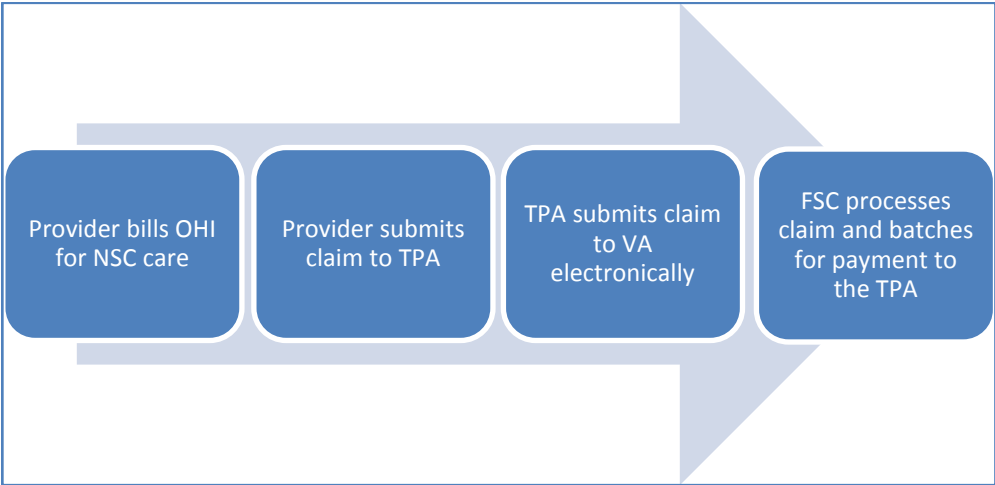 Provider bills OHI
for NSC care
Provider submits
claim to TPA
TPA submits claim
to VA
electronically
FSC processes
claim and batches
for payment to
the TPA